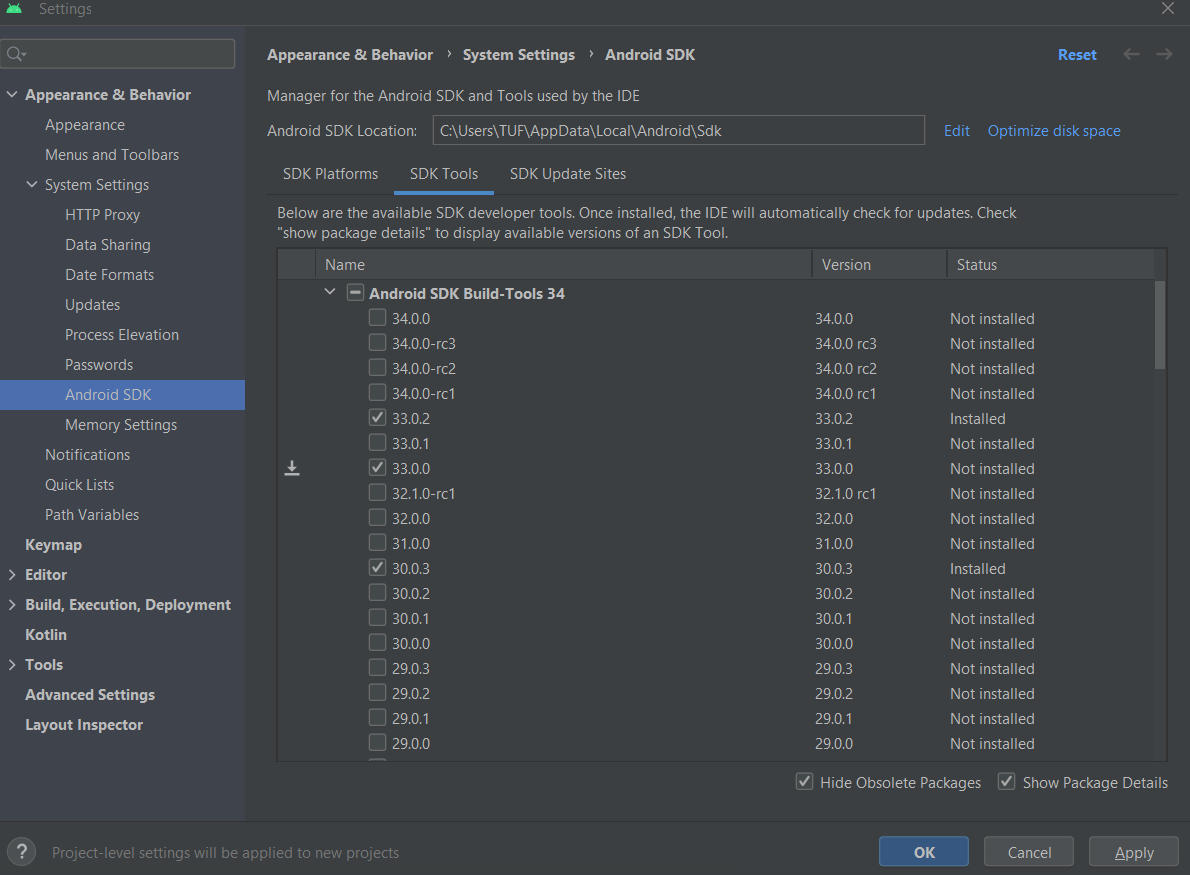 Settings
Appearance & Behavior
Appearance
Menus and Toolbars
System Settings
HTTP Proxy
Data Sharing
Date Formats
Updates
Process Elevation
Passwords
Android SDK
Memory Settings
Notifications
Quick Lists
Path Variables
Keymap
Editor
Build, Execution, Deployment
Kotlin
Tools
Advanced Settings
Layout Inspector
Appearance & Behavior › System Settings › Android SDK Reset
Manager for the Android SDK and Tools used by the IDE
Android SDK Location: C:\Users\TUF\AppData\Local\Android\Sdk Edit Optimize disk space
SDK Platforms SDK Tools SDK Update Sites
Below are the available SDK developer tools. Once installed, the IDE will automatically check for updates. Check
"show package details" to display available versions of an SDK Tool.
Name Version Status
Android SDK Build-Tools 34
34.0.0 34.0.0 Not installed
34.0.0-rc3 34.0.0 rc3 Not installed
34.0.0-rc2 34.0.0 rc2 Not installed
34.0.0-rc1 34.0.0 rc1 Not installed
33.0.2 33.0.2 Installed
33.0.1 33.0.1 Not installed
33.0.0 33.0.0 Not installed
32.1.0-rc1 32.1.0 rc1 Not installed
32.0.0 32.0.0 Not installed
31.0.0 31.0.0 Not installed
30.0.3 30.0.3 Installed
30.0.2 30.0.2 Not installed
30.0.1 30.0.1 Not installed
30.0.0 30.0.0 Not installed
29.0.3 29.0.3 Not installed
29.0.2 29.0.2 Not installed
29.0.1 29.0.1 Not installed
29.0.0 29.0.0 Not installed
Hide Obsolete Packages Show Package Details
? Project-level settings will be applied to new projects
OK Cancel Apply